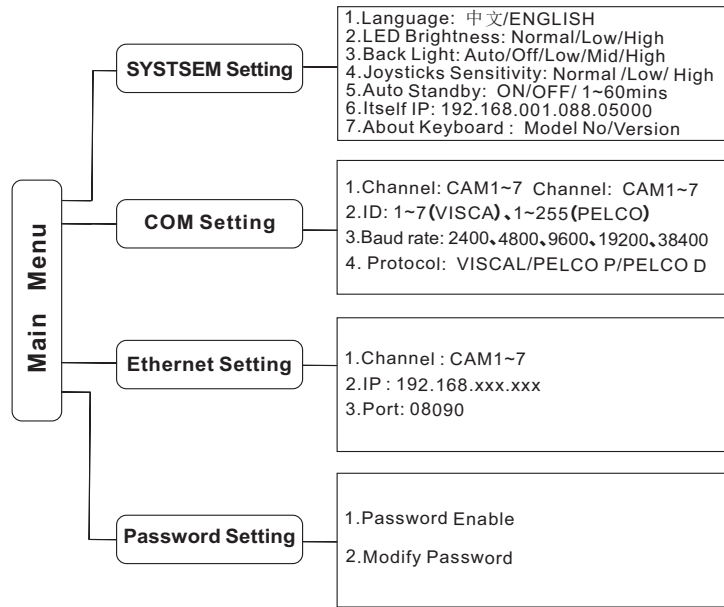 Main Menu
SYSTSEM Setting
1.Language: 中文/ENGLISH
2.LED Brightness: Normal/Low/High
3.Back Light: Auto/Off/Low/Mid/High
4.Joysticks Sensitivity: Normal /Low/ High
5.Auto Standby: ON/OFF/ 1~60mins
6.Itself IP: 192.168.001.088.05000
7.About Keyboard : Model No/Version
COM Setting
1.Channel: CAM1~7 Channel: CAM1~7
2.ID: 1~7(VISCA)、1~255(PELCO)
3.Baud rate: 2400、4800、9600、19200、38400
4. Protocol: VISCAL/PELCO P/PELCO D
Ethernet Setting
1.Channel : CAM1~7
2.IP : 192.168.xxx.xxx
3.Port: 08090
Password Setting
1.Password Enable
2.Modify Password